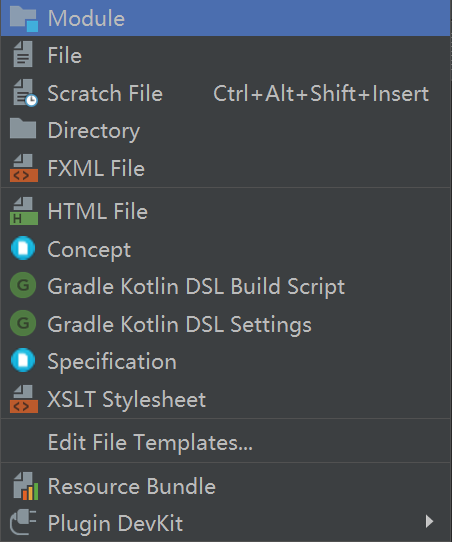 Module
File
Scratch File Ctrl+Alt+Shift+Insert
Directory
FXML File
HTML File
Concept
Gradle Kotlin DSL Build Script
Gradle Kotlin DSL Settings
Specification
XSLT Stylesheet
Edit File Templates...
Resource Bundle
Plugin DevKit